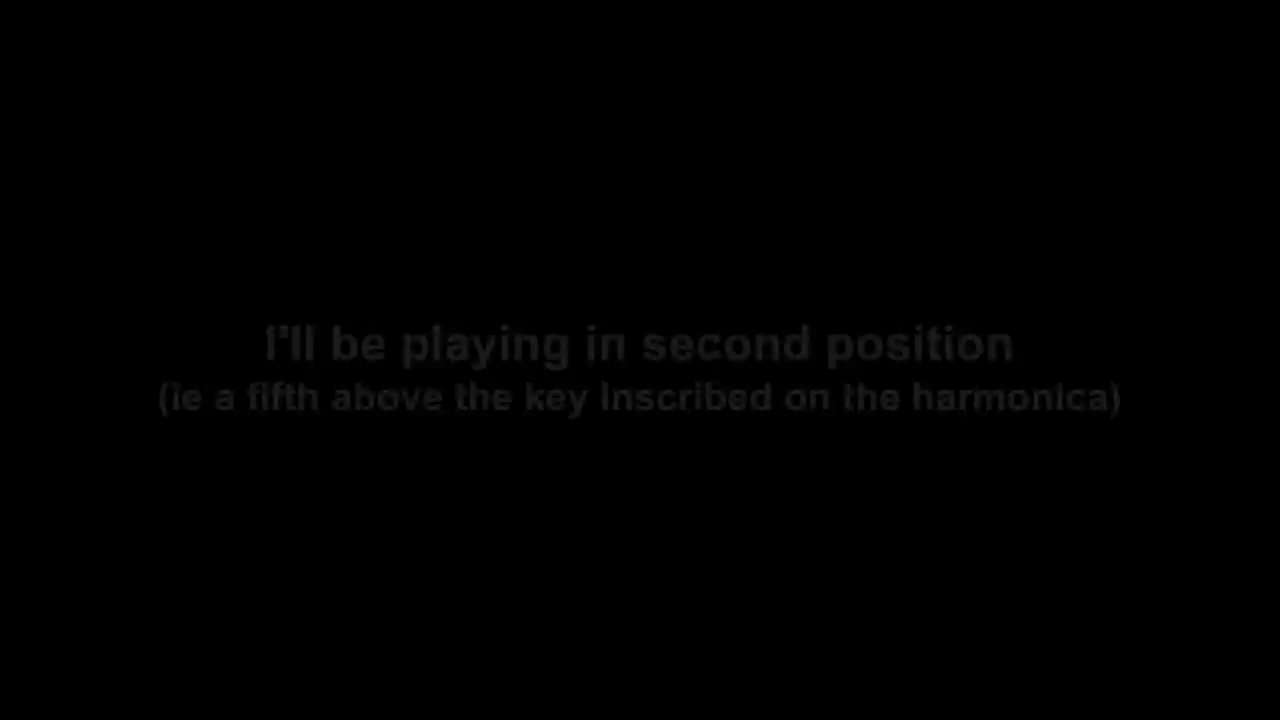 I'll be playing in second position
(ie a fifth above the key inscribed on the harmonica)